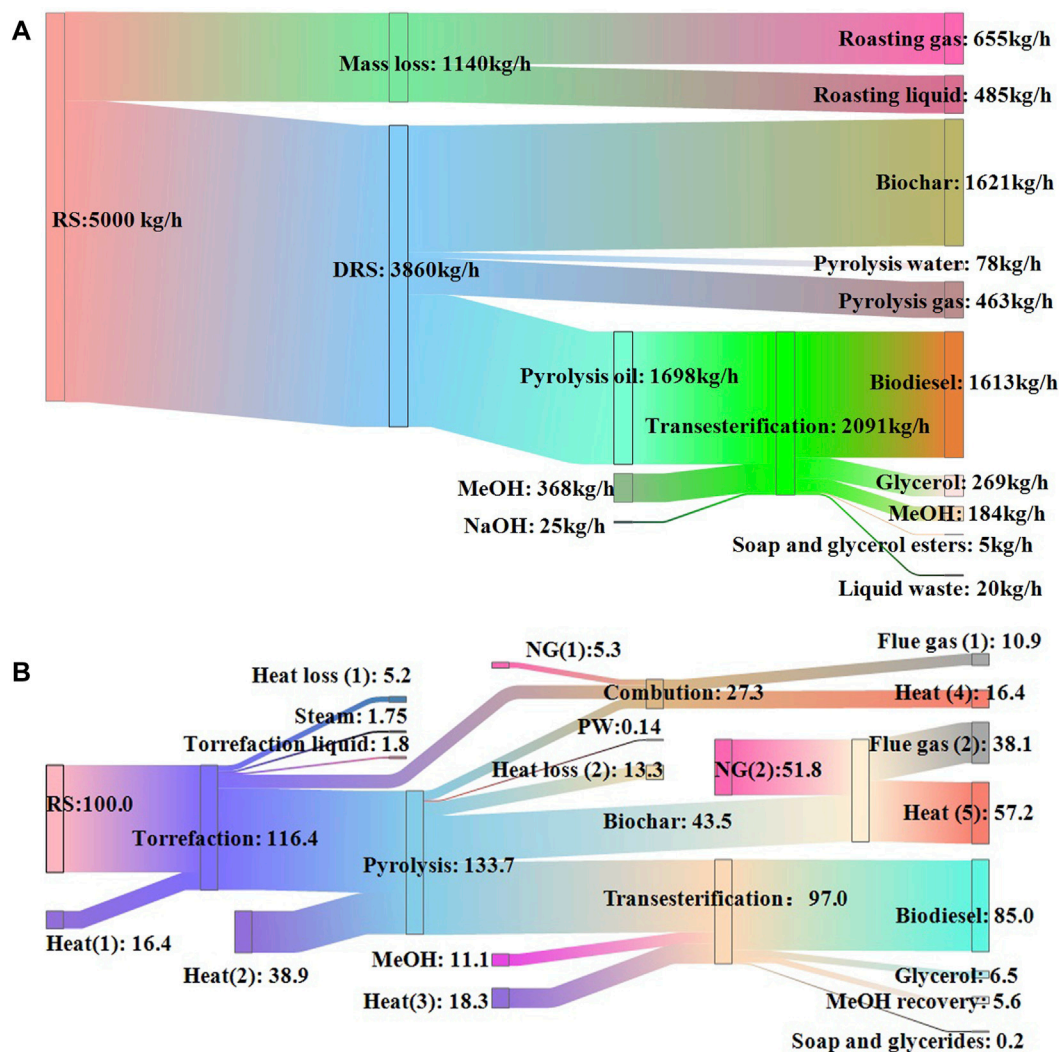 A
Roasting gas: 655kg/h
Mass loss: 1140kg/h
Roasting liquid: 485kg/h
Biochar: 1621kg/h
RS:5000 kg/h
Pyrolysis water: 78kg/h
DRS: 3860kg/h
Pyrolysis gas: 463kg/h
Pyrolysis oil: 1698kg/h
Biodiesel: 1613kg/h
Transesterification: 2091kg/h
MeOH: 368kg/h
Glycerol: 269kg/h
MeOH: 184kg/h
NaOH: 25kg/h
Soap and glycerol esters: 5kg/h
Liquid waste: 20kg/h
B
NG(1):5.3
Flue gas (1): 10.9
Heat loss (1): 5.2
Combution: 27.3
Heat (4): 16.4
Steam: 1.75
PW:0.14
Torrefaction liquid: 1.8
Flue gas (2): 38.1
Heat loss (2): 13.3
NG(2):51.8
RS:100.0
Biochar: 43.5
Heat (5): 57.2
Torrefaction: 116.4
Pyrolysis: 133.7
Transesterification: 97.0
Biodiesel: 85.0
Heat(1): 16.4
MeOH: 11.1
Heat(2): 38.9
Glycerol: 6.5
Heat(3): 18.3
MeOH recovery: 5.6
Soap and glycerides: 0.2